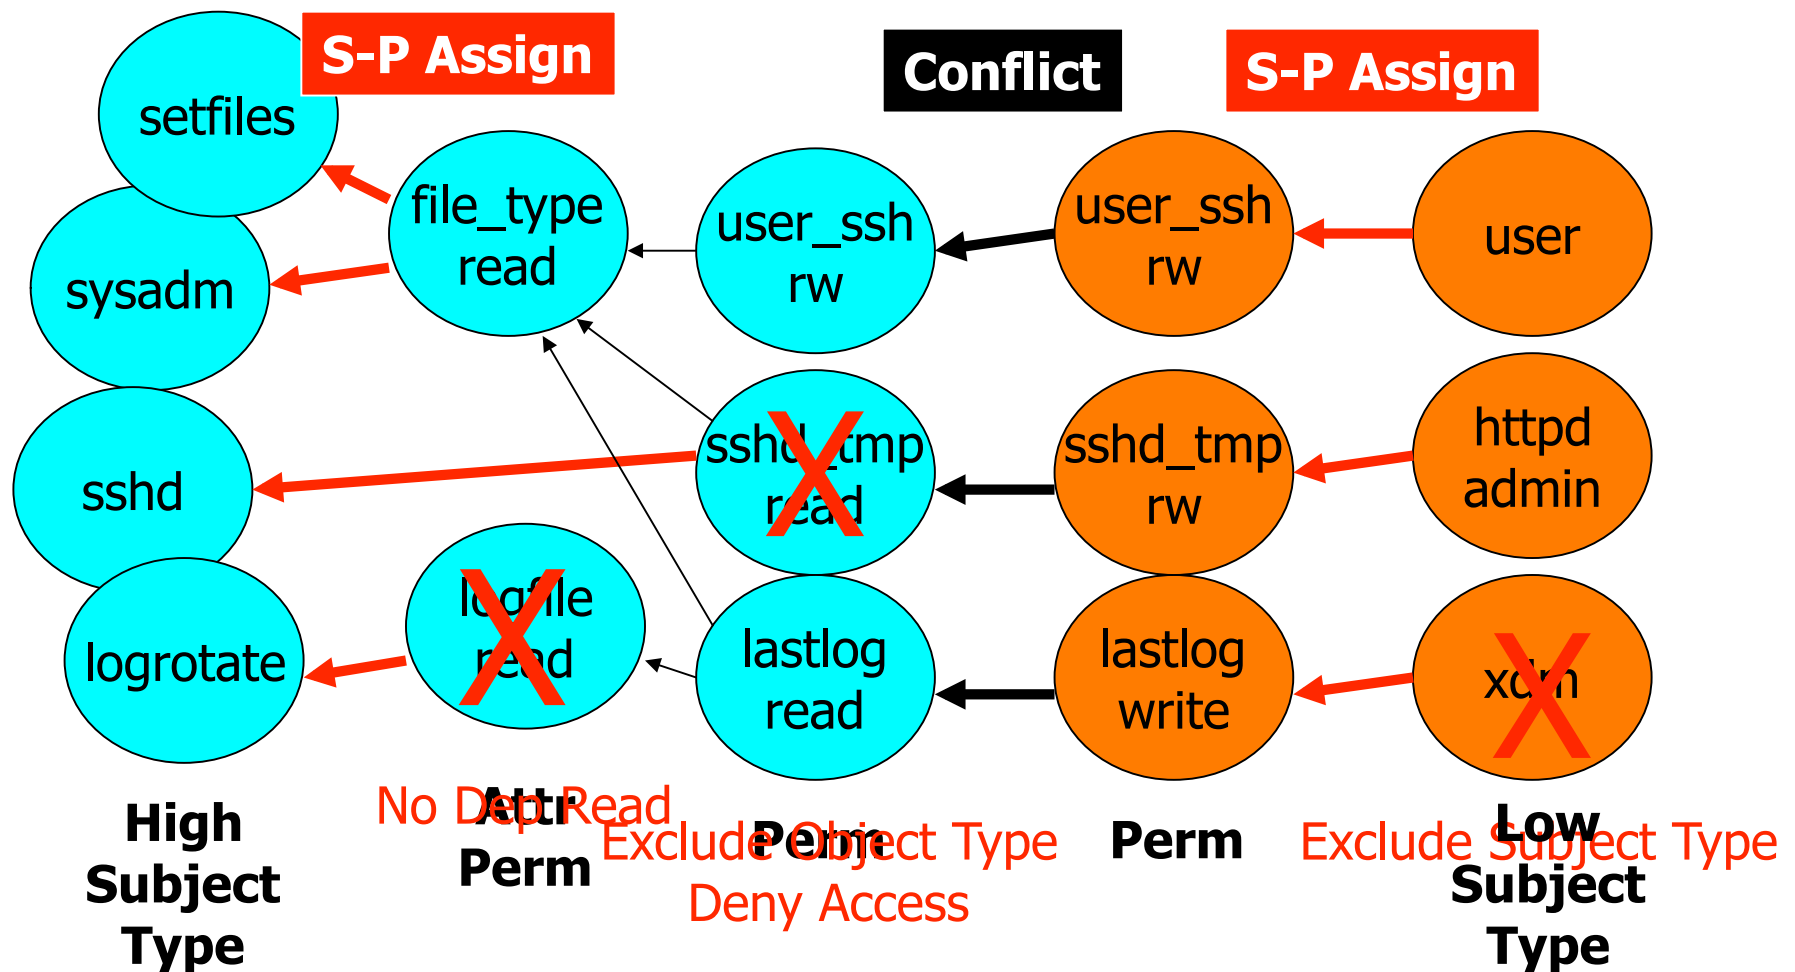 S-P Assign
Conflict
S-P Assign
setfiles
file_type
read
user_ssh
rw
user_ssh
rw
user
sysadm
sshd
sshd_tmp
read
X
sshd_tmp
rw
httpd
admin
logrotate
logfile
read
X
lastlog
read
lastlog
write
xdm
X
High
Subject
Type
No Dep Read
Attr
Perm
Exclude Object Type
Deny Access
Perm
Perm
Exclude Subject Type
Low
Subject
Type